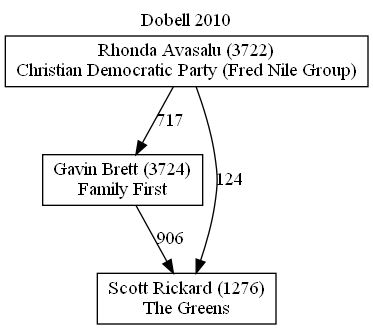 Dobell 2010
Rhonda Avasalu (3722)
Christian Democratic Party (Fred Nile Group)
717
Gavin Brett (3724)
Family First
124
906
Scott Rickard (1276)
The Greens